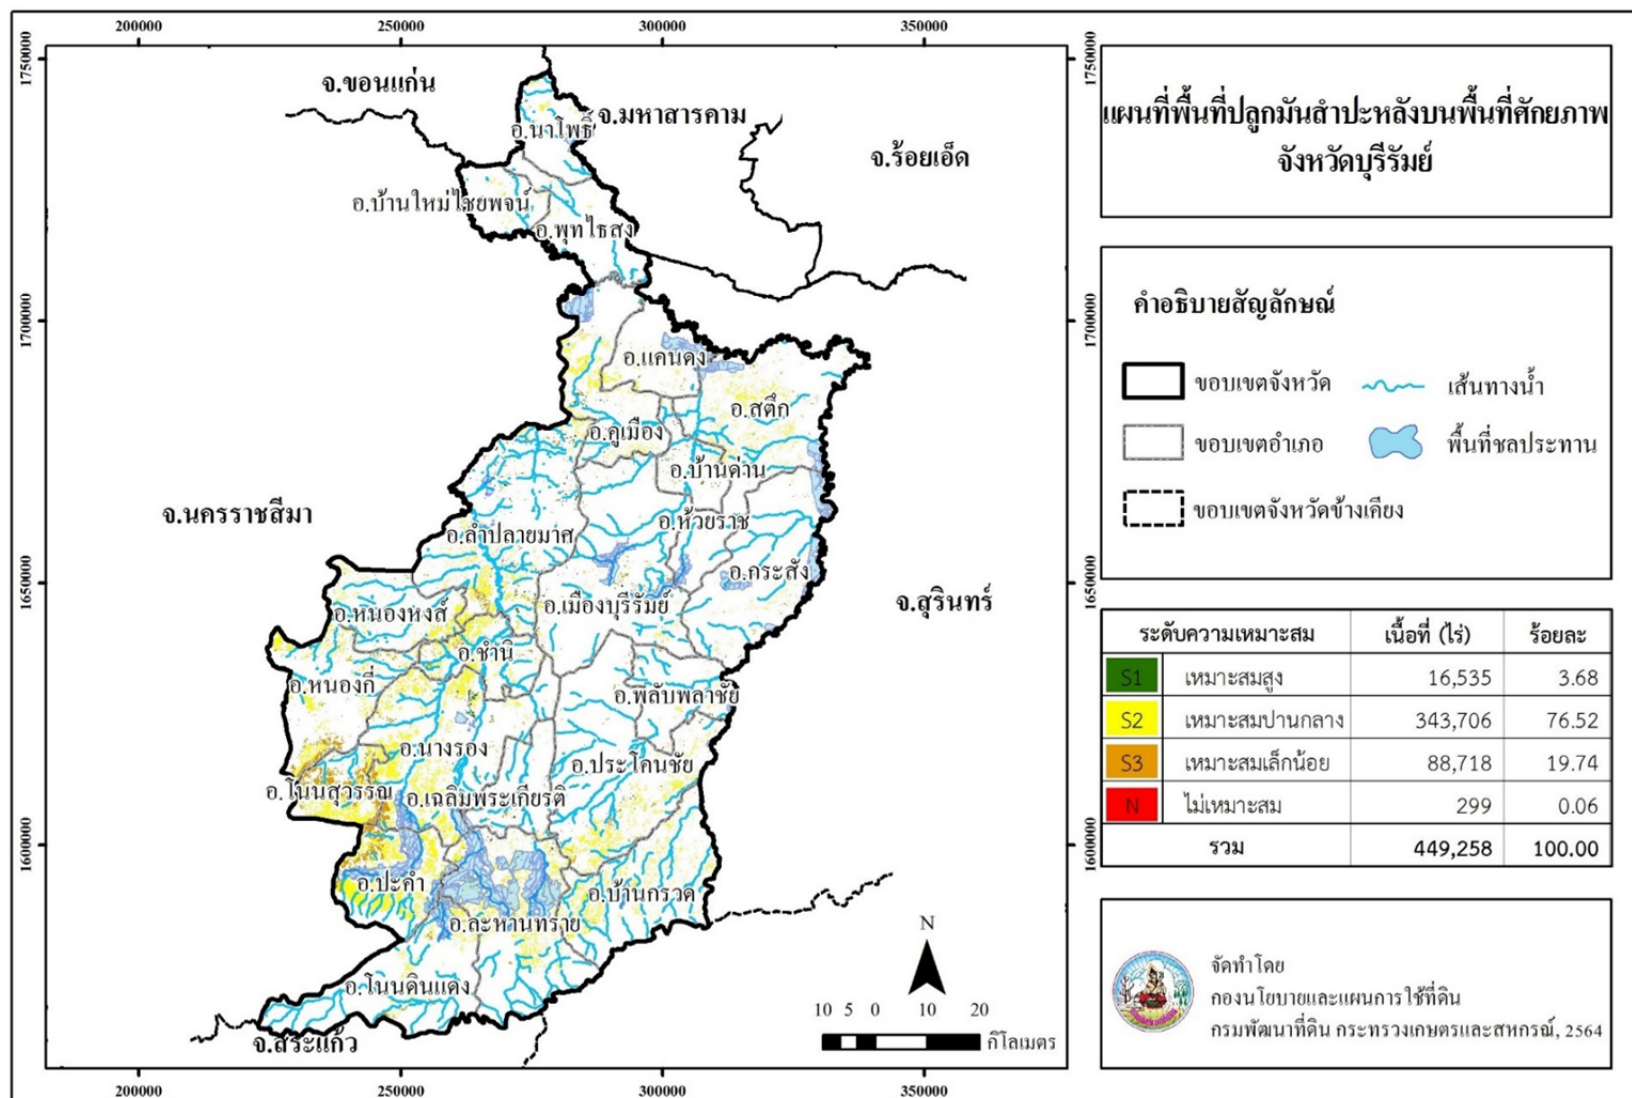 200000
250000
300000
350000
1750000
1700000
1650000
1600000
1750000
1700000
1650000
1600000
จ.ขอนแก่น
จ.มหาสารคาม
จ.ร้อยเอ็ด
อ.นาโพธิ์
อ.บ้านใหม่ไชยพจน์
อ.พุทไธสง
อ.แคนดง
อ.สตึก
อ.คูเมือง
อ.บ้านด่าน
จ.นครราชสีมา
อ.ห้วยราช
อ.ลำปลายมาศ
อ.กระสัง
อ.หนองหงส์
อ.เมืองบุรีรัมย์
จ.สุรินทร์
อ.ชำนิ
อ.หนองกี่
อ.พลับพลาชัย
อ.นางรอง
อ.ประโคนชัย
อ.โนนสุวรรณ
อ.เฉลิมพระเกียรติ
อ.ปะคำ
อ.บ้านกรวด
อ.ละหานทราย
อ.โนนดินแดง
จ.สระแก้ว
N
10 5 0 10 20
กิโลเมตร
200000
250000
300000
350000
แผนที่พื้นที่ปลูกมันสำปะหลังบนพื้นที่ศักยภาพ
จังหวัดบุรีรัมย์
คำอธิบายสัญลักษณ์
ขอบเขตจังหวัด เส้นทางน้ำ
ขอบเขตอำเภอ พื้นที่ชลประทาน
ขอบเขตจังหวัดข้างเคียง
ระดับความเหมาะสม เนื้อที่ (ไร่) ร้อยละ
S1 เหมาะสมสูง 16,535 3.68
S2 เหมาะสมปานกลาง 343,706 76.52
S3 เหมาะสมเล็กน้อย 88,718 19.74
N ไม่เหมาะสม 299 0.06
รวม 449,258 100.00
จัดทำโดย
กองนโยบายและแผนการใช้ที่ดิน
กรมพัฒนาที่ดิน กระทรวงเกษตรและสหกรณ์, 2564